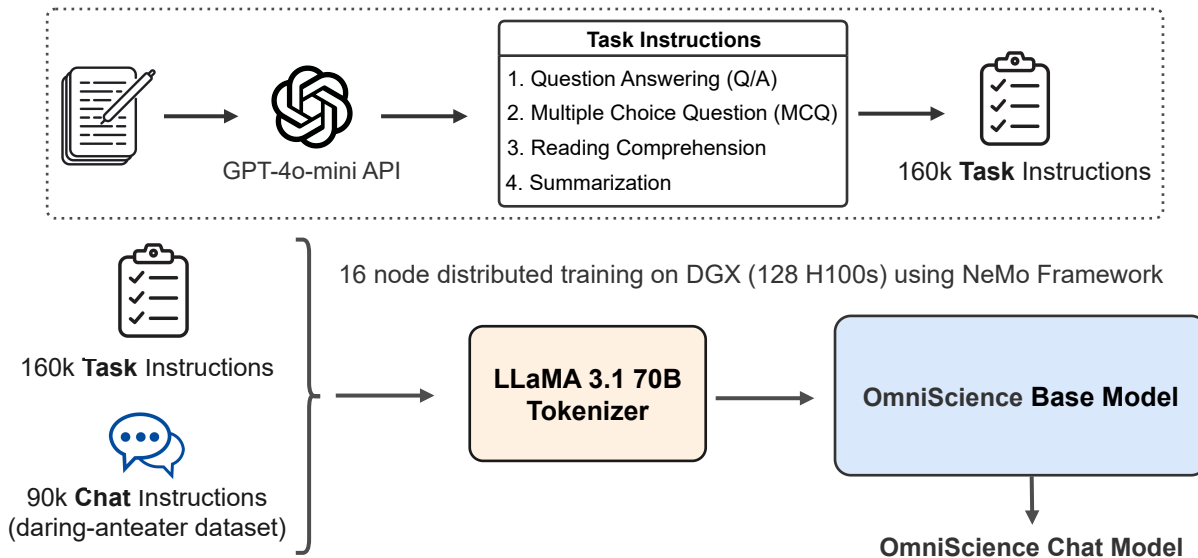 Task Instructions
1. Question Answering (Q/A)
2. Multiple Choice Question (MCQ)
3. Reading Comprehension
4. Summarization
GPT-4o-mini API
160k Task Instructions
16 node distributed training on DGX (128 H100s) using NeMo Framework
160k Task Instructions
90k Chat Instructions
(daring-anteater dataset)
LLaMA 3.1 70B
Tokenizer
OmniScience Base Model
OmniScience Chat Model